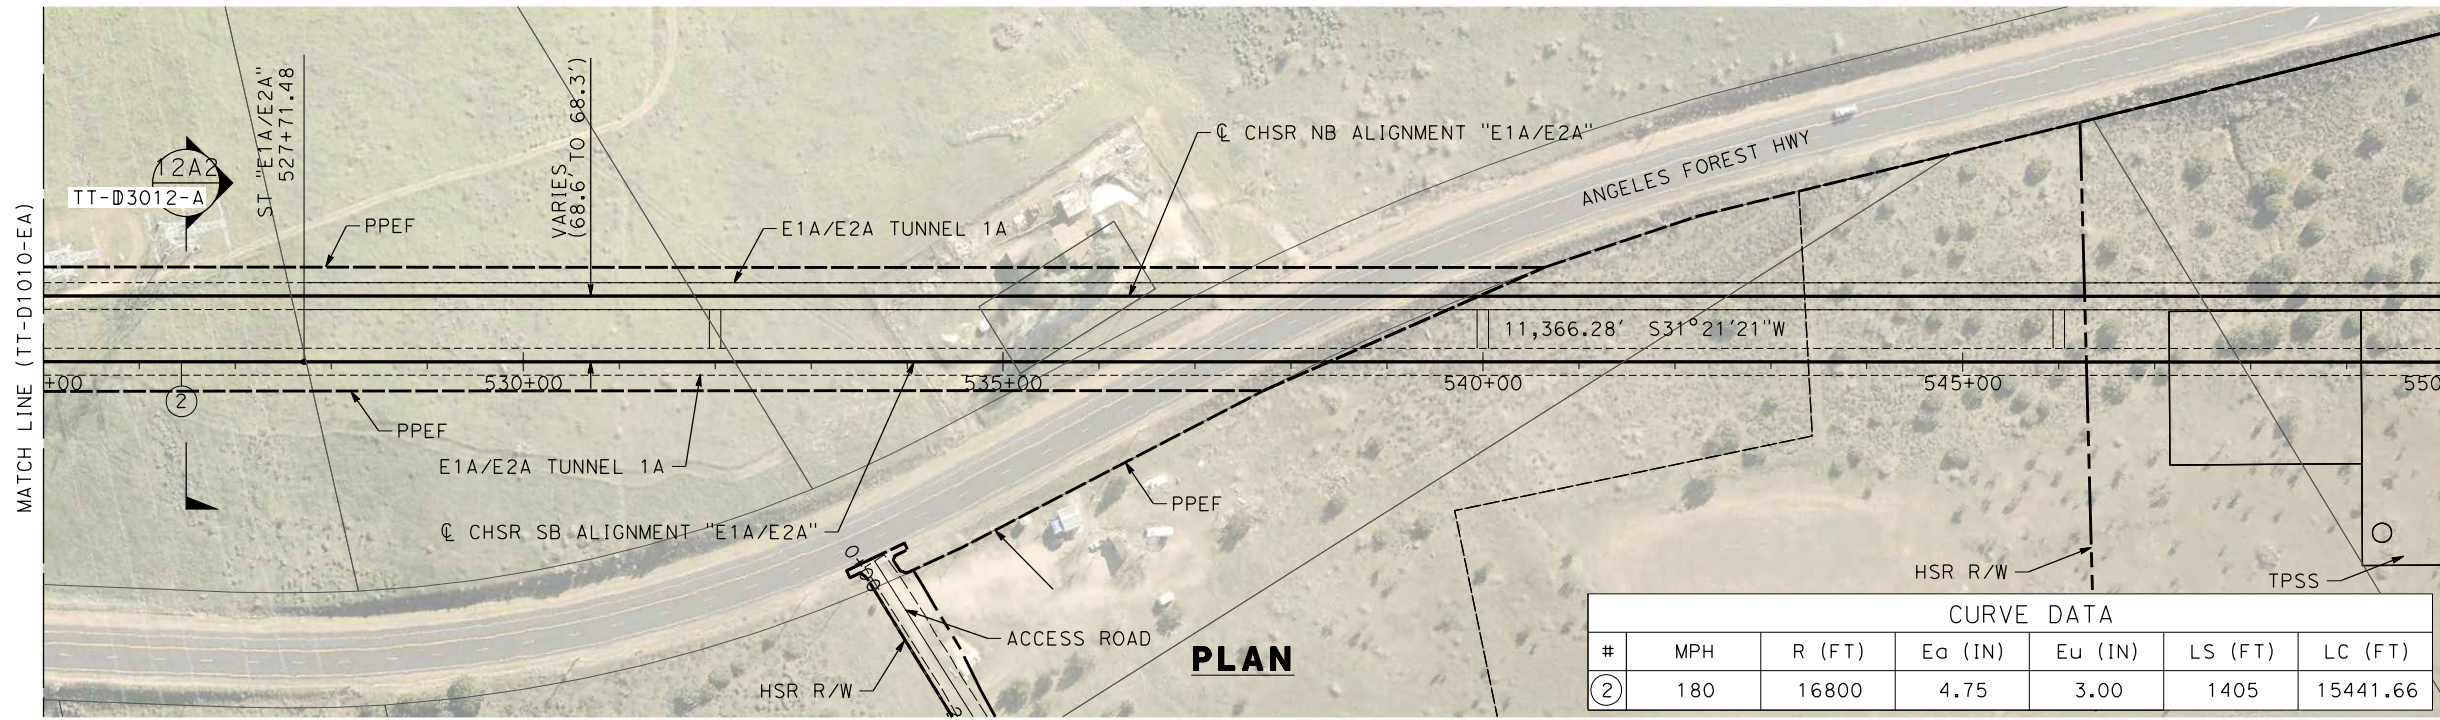 MATCH LINE (TT-D1010-EA)
12A2
TT-D3012-A
ST "E1A/E2A"
527+71.48
VARIES
(68.6' TO 68.3')
℄ CHSR NB ALIGNMENT "E1A/E2A"
ANGELES FOREST HWY
PPEF
E1A/E2A TUNNEL 1A
11,366.28' S31°21'21"W
+00
530+00
535+00
540+00
545+00
550
2
PPEF
E1A/E2A TUNNEL 1A
℄ CHSR SB ALIGNMENT "E1A/E2A"
PPEF
HSR R/W
TPSS
ACCESS ROAD
HSR R/W
PLAN
CURVE DATA
# MPH R (FT) Ea (IN) Eu (IN) LS (FT) LC (FT)
2 180 16800 4.75 3.00 1405 15441.66